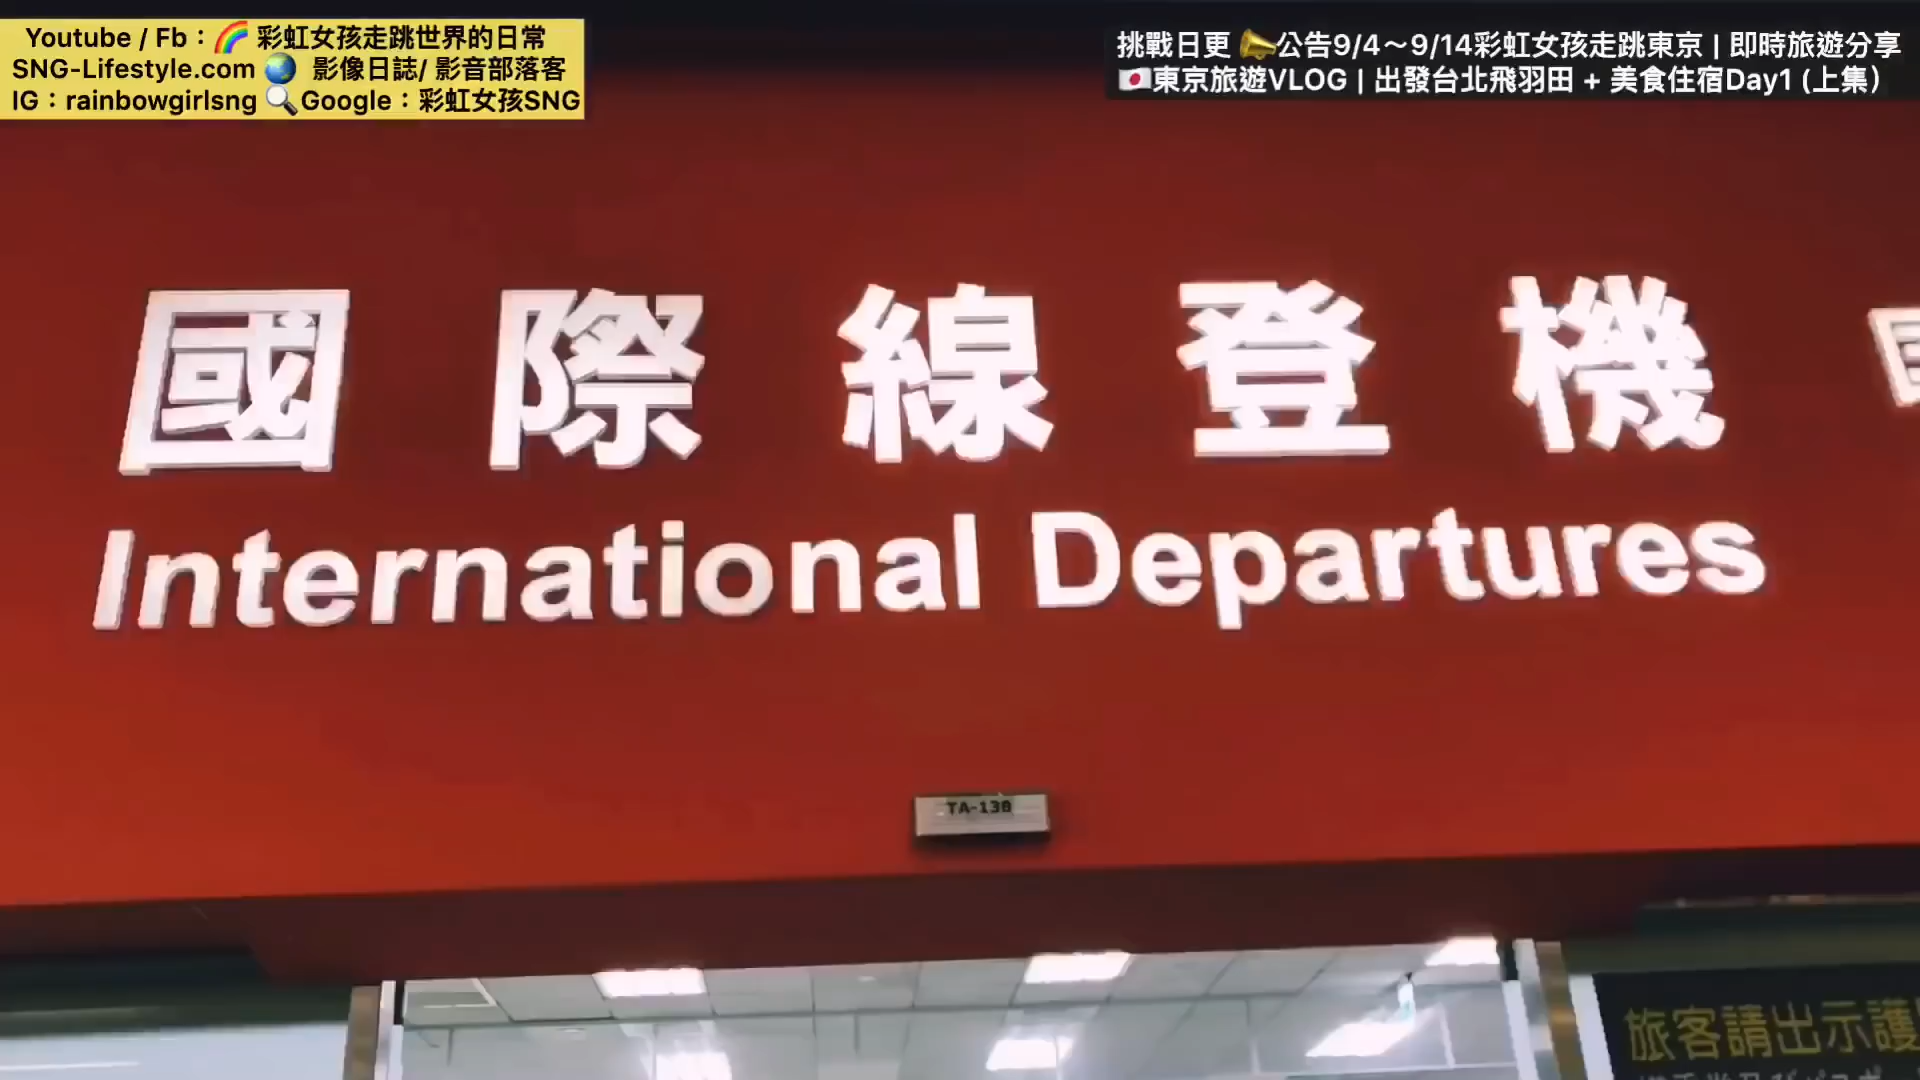 Youtube / Fb：🌈 彩虹女孩走跳世界的日常
SNG-Lifestyle.com 🌏 影像日誌/ 影音部落客
IG：rainbowgirlsng 🔍Google：彩虹女孩SNG
挑戰日更 📣公告9/4～9/14彩虹女孩走跳東京 | 即時旅遊分享
🇯🇵東京旅遊VLOG | 出發台北飛羽田 + 美食住宿Day1 (上集）
國際線登機
International Departures
TA-138
旅客請出示護